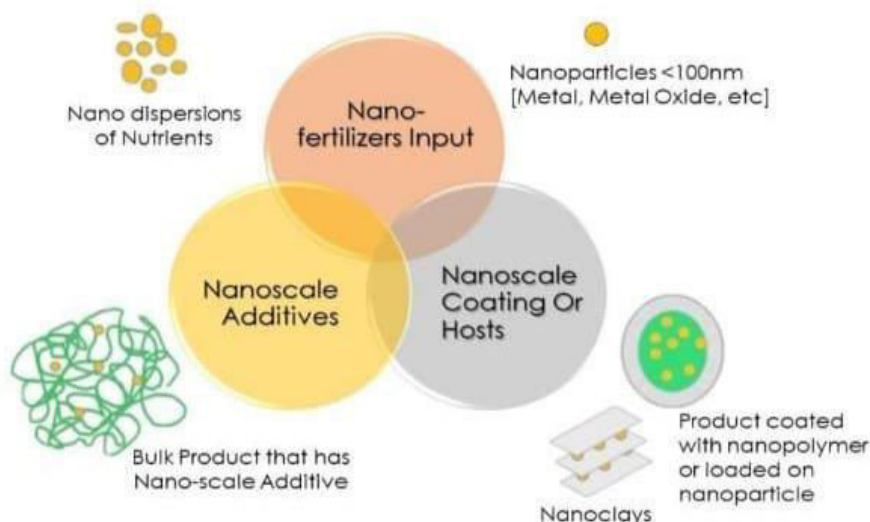 Nano dispersions
of Nutrients
Nano-
fertilizers Input
Nanoparticles <100nm
[Metal, Metal Oxide, etc]
Nanoscale
Additives
Nanoscale
Coating Or
Hosts
Bulk Product that has
Nano-scale Additive
Nanoclays
Product coated
with nanopolymer
or loaded on
nanoparticle